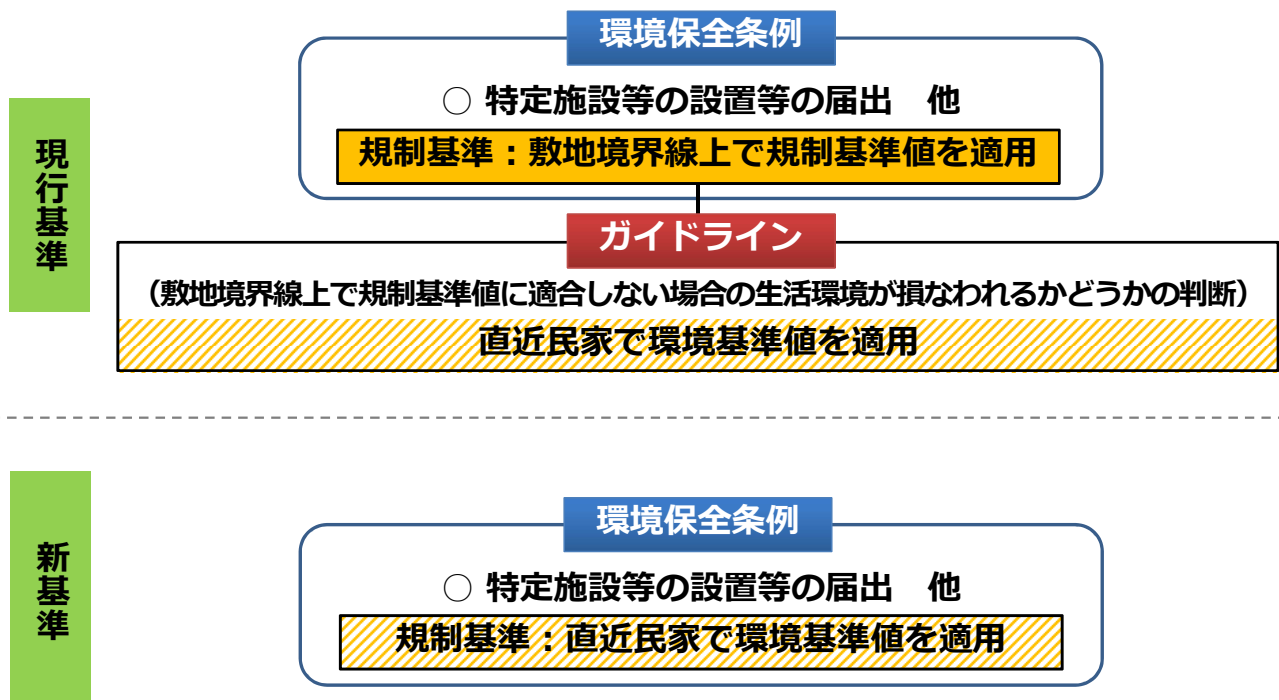 現行基準
環境保全条例
○ 特定施設等の設置等の届出　他
規制基準：敷地境界線上で規制基準値を適用
ガイドライン
（敷地境界線上で規制基準値に適合しない場合の生活環境が損なわれるかどうかの判断）
直近民家で環境基準値を適用
新基準
環境保全条例
○ 特定施設等の設置等の届出　他
規制基準：直近民家で環境基準値を適用